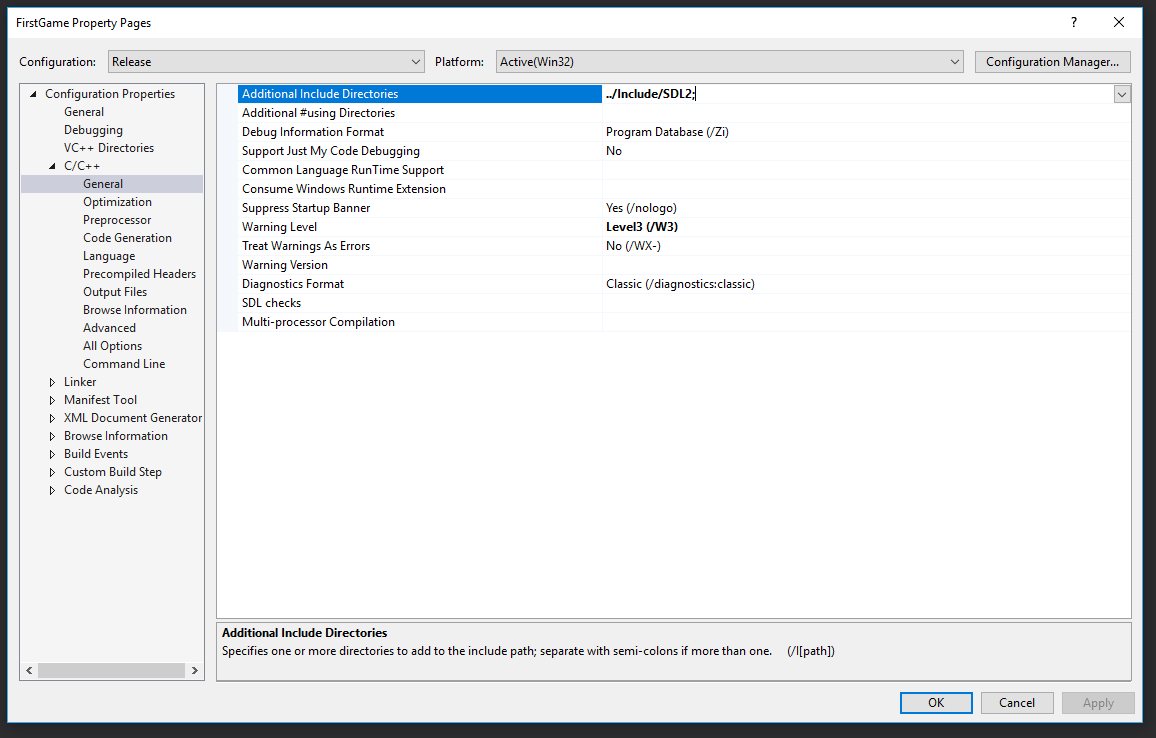 FirstGame Property Pages
?
Configuration: Release Platform: Active(Win32) Configuration Manager...
Configuration Properties
General
Debugging
VC++ Directories
C/C++
General
Optimization
Preprocessor
Code Generation
Language
Precompiled Headers
Output Files
Browse Information
Advanced
All Options
Command Line
Linker
Manifest Tool
XML Document Generator
Browse Information
Build Events
Custom Build Step
Code Analysis
Additional Include Directories ../Include/SDL2;
Additional #using Directories
Debug Information Format Program Database (/Zi)
Support Just My Code Debugging No
Common Language RunTime Support
Consume Windows Runtime Extension
Suppress Startup Banner Yes (/nologo)
Warning Level Level3 (/W3)
Treat Warnings As Errors No (/WX-)
Warning Version
Diagnostics Format Classic (/diagnostics:classic)
SDL checks
Multi-processor Compilation
Additional Include Directories
Specifies one or more directories to add to the include path; separate with semi-colons if more than one. (/I[path])
OK Cancel Apply